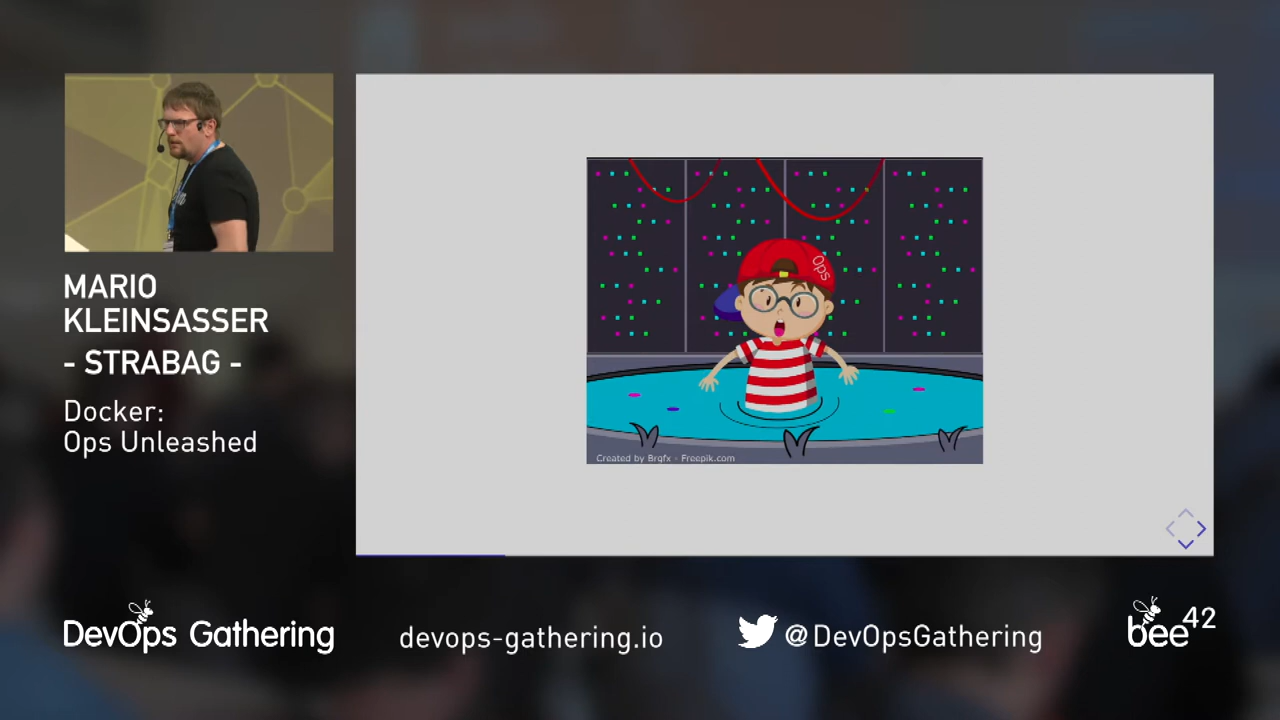 MARIO
KLEINSASSER
- STRABAG -
Docker:
Ops Unleashed
Ops
Created by Brgfx - Freepik.com
DevOps Gathering
devops-gathering.io
@DevOpsGathering
bee42